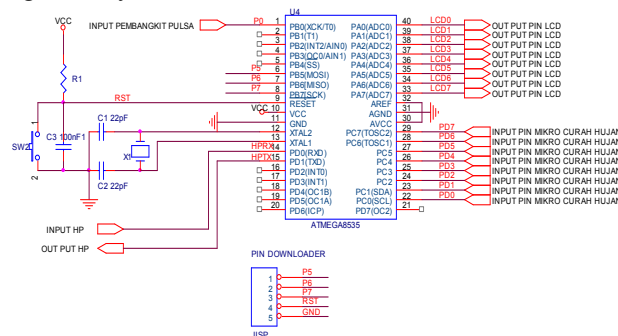 U4
VCC
INPUT PEMBANGKIT PULSA
P0
1 PB0(XCK/T0) PA0(ADC0) 40 LCD0 OUT PUT PIN LCD
2 PB1(T1) PA1(ADC1) 39 LCD1 OUT PUT PIN LCD
3 PB2(INT2/AIN0) PA2(ADC2) 38 LCD2 OUT PUT PIN LCD
4 PB3(OC0/AIN1) PA3(ADC3) 37 LCD3 OUT PUT PIN LCD
5 PB4(SS) PA4(ADC4) 36 LCD4 OUT PUT PIN LCD
P5 6 PB5(MOSI) PA5(ADC5) 35 LCD5 OUT PUT PIN LCD
P6 7 PB6(MISO) PA6(ADC6) 34 LCD6 OUT PUT PIN LCD
P7 8 PB7(SCK) PA7(ADC7) 33 LCD7 OUT PUT PIN LCD
R1
RST 9 RESET AREF 32
VCC 10 VCC AGND 31
11 GND AVCC 30
12 XTAL2 PC7(TOSC2) 29 PD7 INPUT PIN MIKRO CURAH HUJAN
13 XTAL1 PC6(TOSC1) 28 PD6 INPUT PIN MIKRO CURAH HUJAN
HPRX 14 PD0(RXD) PC5 27 PD5 INPUT PIN MIKRO CURAH HUJAN
HPTX 15 PD1(TXD) PC4 26 PD4 INPUT PIN MIKRO CURAH HUJAN
16 PD2(INT0) PC3 25 PD3 INPUT PIN MIKRO CURAH HUJAN
17 PD3(INT1) PC2 24 PD2 INPUT PIN MIKRO CURAH HUJAN
18 PD4(OC1B) PC1(SDA) 23 PD1 INPUT PIN MIKRO CURAH HUJAN
19 PD5(OC1A) PC0(SCL) 22 PD0 INPUT PIN MIKRO CURAH HUJAN
20 PD6(ICP) PD7(OC2) 21
ATMEGA8535
C1 22pF
C3 100nF1
1
SW2
2
X1
C2 22pF
INPUT HP
OUT PUT HP
PIN DOWNLOADER
1 P5
2 P6
3 P7
4 RST
5 GND